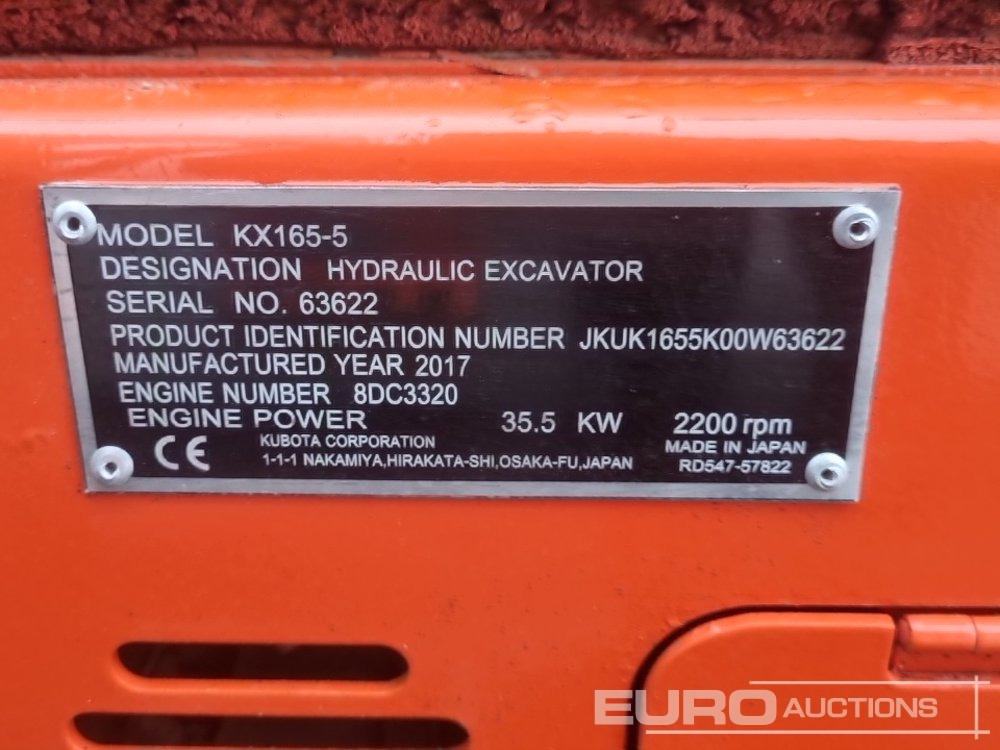 MODEL KX165-5
DESIGNATION HYDRAULIC EXCAVATOR
SERIAL NO. 63622
PRODUCT IDENTIFICATION NUMBER JKUK1655K00W63622
MANUFACTURED YEAR 2017
ENGINE NUMBER 8DC3320
ENGINE POWER 35.5 KW 2200 rpm
CE
KUBOTA CORPORATION
1-1-1 NAKAMIYA,HIRAKATA-SHI,OSAKA-FU,JAPAN
MADE IN JAPAN
RD547-57822
EURO AUCTIONS